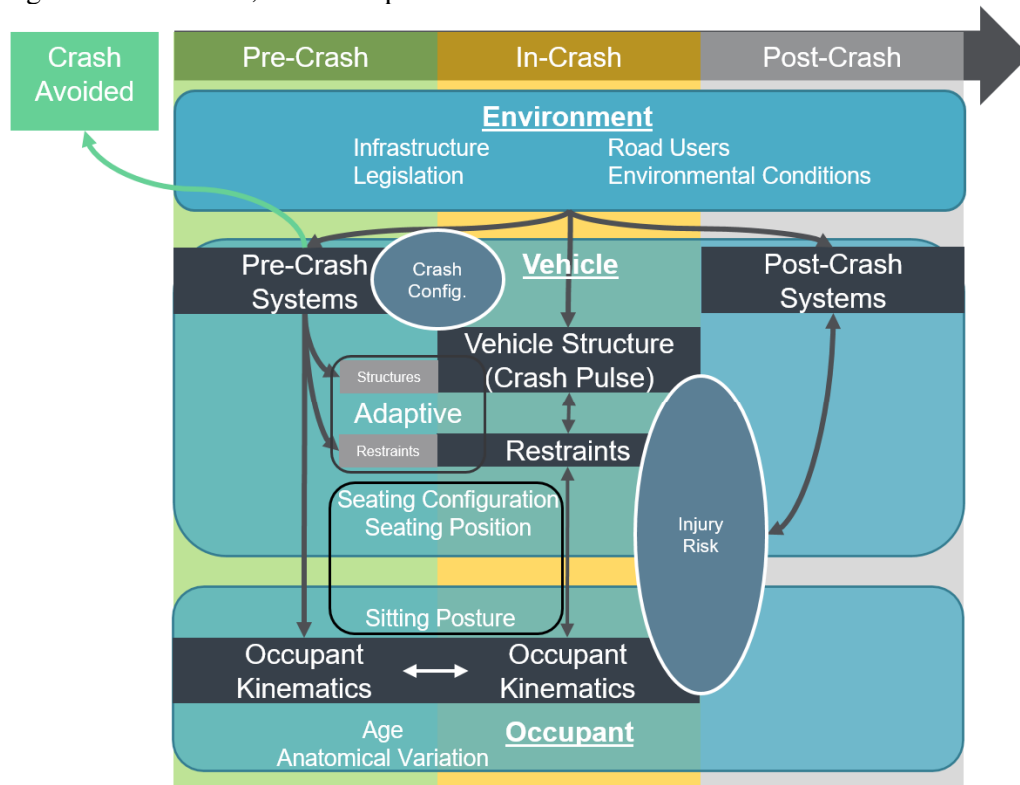 Crash
Avoided
Pre-Crash
In-Crash
Post-Crash
Environment
Infrastructure
Legislation
Road Users
Environmental Conditions
Pre-Crash
Systems
Crash
Config.
Vehicle
Post-Crash
Systems
Vehicle Structure
(Crash Pulse)
Structures
Adaptive
Restraints
Restraints
Seating Configuration
Seating Position
Injury
Risk
Sitting Posture
Occupant
Kinematics
Occupant
Kinematics
Age
Anatomical Variation
Occupant